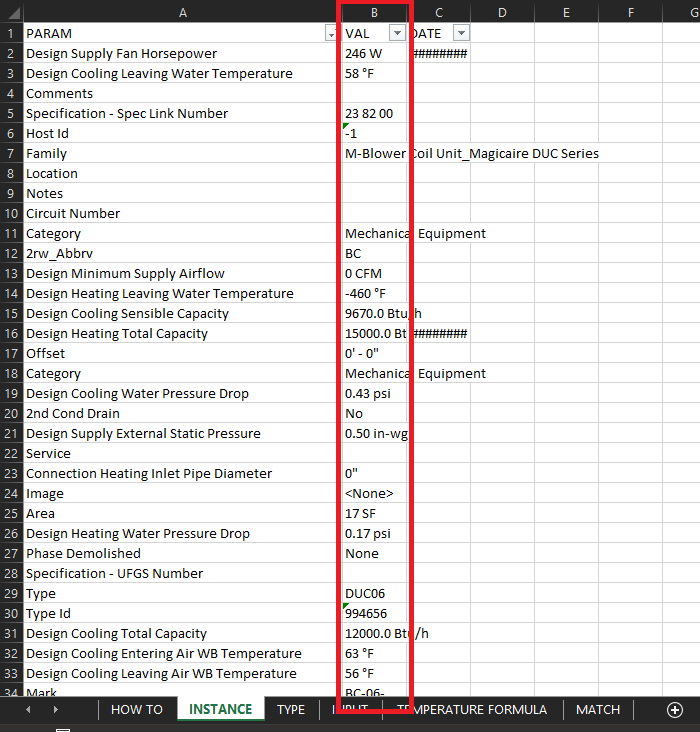 A B C D E F G
1 PARAM VAL DATE
2 Design Supply Fan Horsepower 246 W ########
3 Design Cooling Leaving Water Temperature 58 °F
4 Comments
5 Specification - Spec Link Number 23 82 00
6 Host Id -1
7 Family M-Blower Coil Unit_Magicaire DUC Series
8 Location
9 Notes
10 Circuit Number
11 Category Mechanical Equipment
12 2rw_Abbrv BC
13 Design Minimum Supply Airflow 0 CFM
14 Design Heating Leaving Water Temperature -460 °F
15 Design Cooling Sensible Capacity 9670.0 Btu/h
16 Design Heating Total Capacity 15000.0 Bt ########
17 Offset 0' - 0"
18 Category Mechanical Equipment
19 Design Cooling Water Pressure Drop 0.43 psi
20 2nd Cond Drain No
21 Design Supply External Static Pressure 0.50 in-wg
22 Service
23 Connection Heating Inlet Pipe Diameter 0"
24 Image <None>
25 Area 17 SF
26 Design Heating Water Pressure Drop 0.17 psi
27 Phase Demolished None
28 Specification - UFGS Number
29 Type DUC06
30 Type Id 994656
31 Design Cooling Total Capacity 12000.0 Btu/h
32 Design Cooling Entering Air WB Temperature 63 °F
33 Design Cooling Leaving Air WB Temperature 56 °F
34 Mark BC-06-
HOW TO INSTANCE TYPE INPUT TEMPERATURE FORMULA MATCH